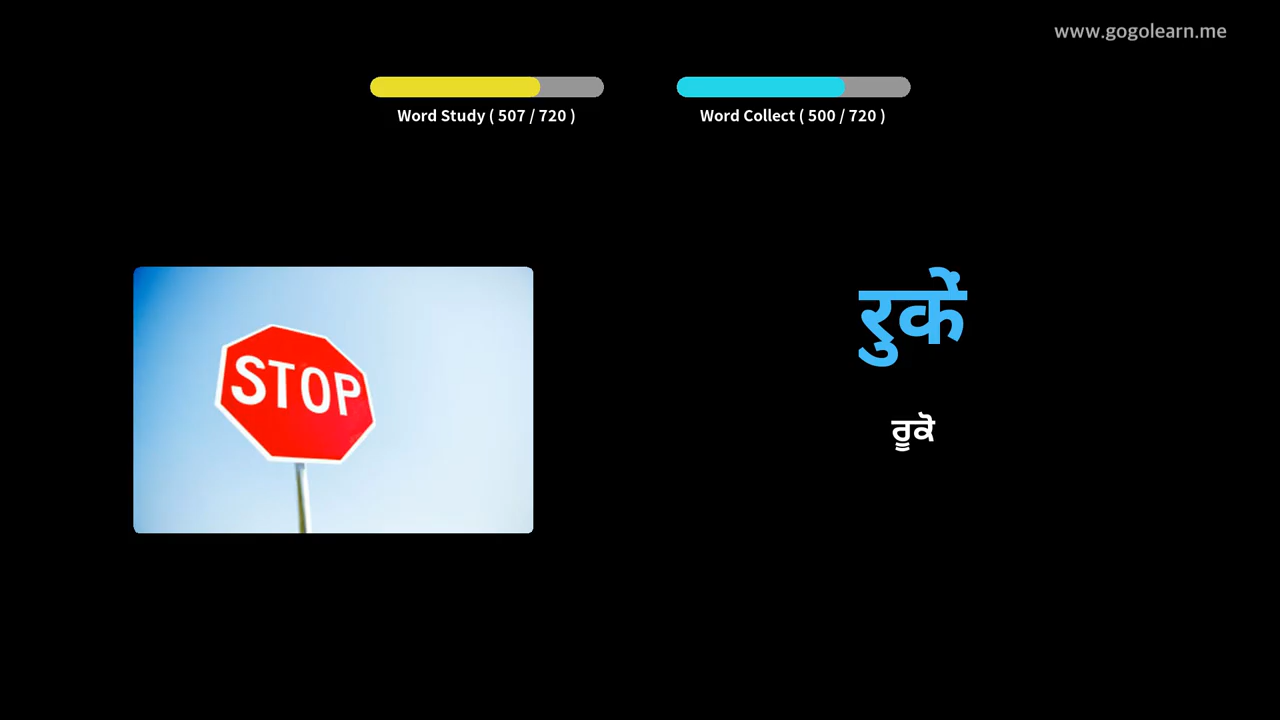 www.gogolearn.me
Word Study ( 507 / 720 )
Word Collect ( 500 / 720 )
STOP
रुकें
ਰੂਕੋ